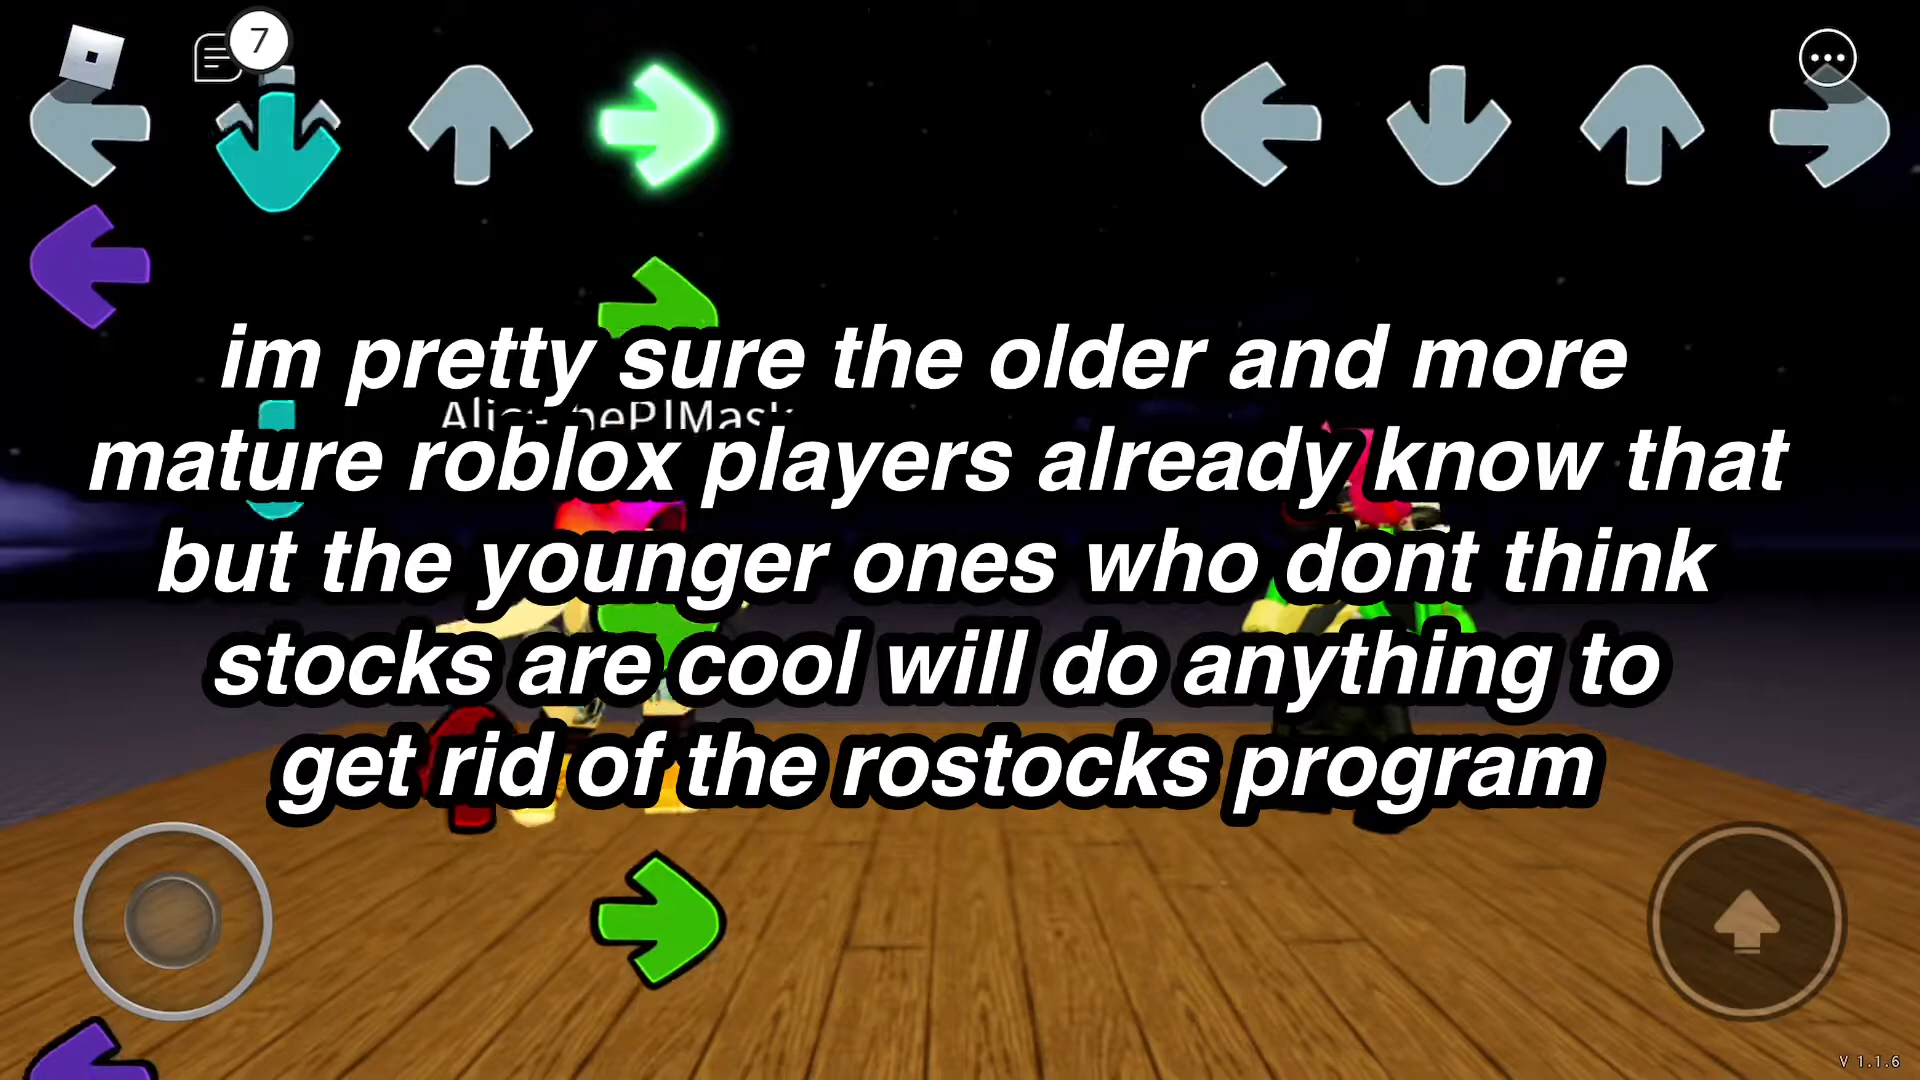 7
im pretty sure the older and more
mature roblox players already know that
but the younger ones who dont think
stocks are cool will do anything to
get rid of the rostocks program
V 1.1.6